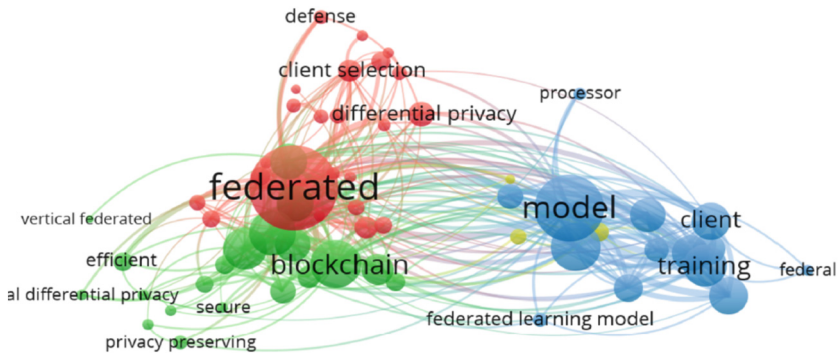 defense
client selection
processor
differential privacy
federated
model
vertical federated
client
efficient
blockchain
training
federal
al differential privacy
secure
federated learning model
privacy preserving